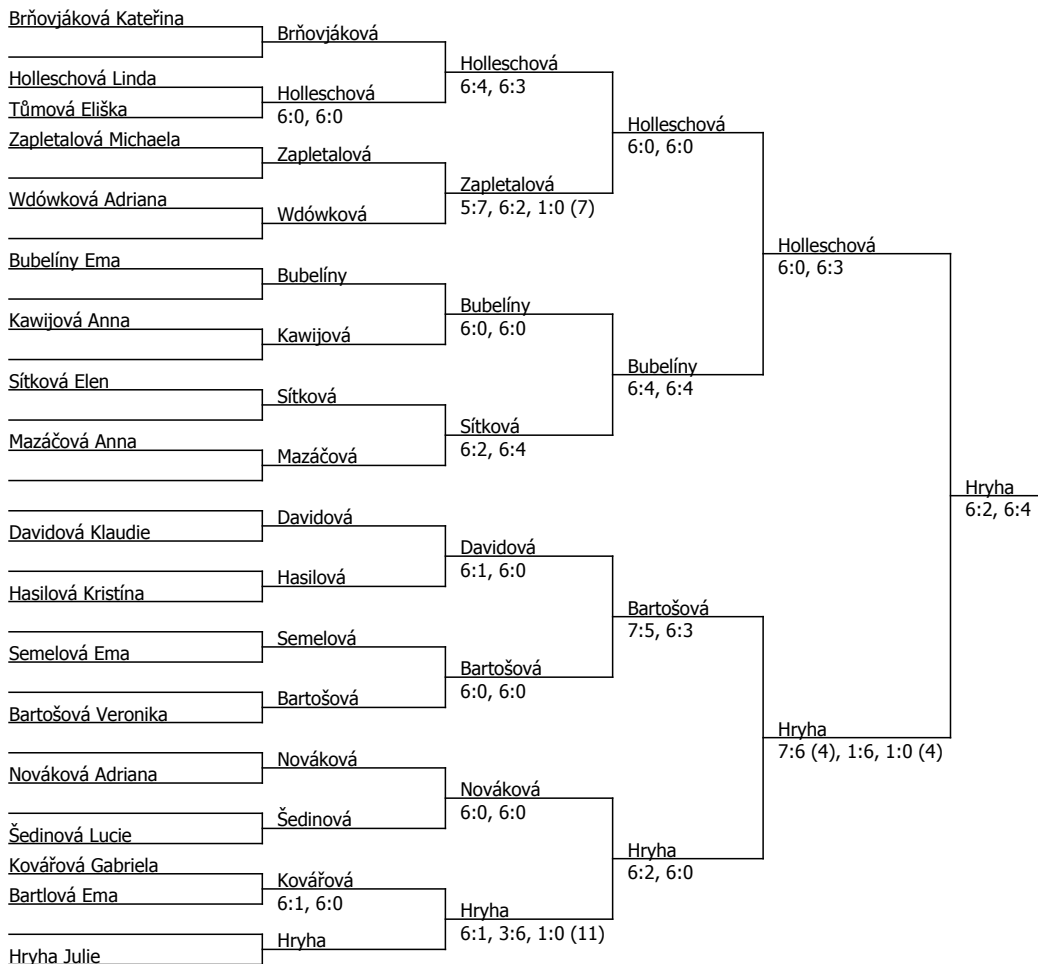 Brňovjáková Kateřina
Brňovjáková
Holleschová
6:4, 6:3
Holleschová Linda
Holleschová
6:0, 6:0
Tůmová Eliška
Holleschová
6:0, 6:0
Zapletalová Michaela
Zapletalová
Zapletalová
5:7, 6:2, 1:0 (7)
Wdówková Adriana
Wdówková
Holleschová
6:0, 6:3
Bubelíny Ema
Bubelíny
Bubelíny
6:0, 6:0
Kawijová Anna
Kawijová
Bubelíny
6:4, 6:4
Sítková Elen
Sítková
Sítková
6:2, 6:4
Mazáčová Anna
Mazáčová
Hryha
6:2, 6:4
Davidová
Davidová Klaudie
Davidová
6:1, 6:0
Hasilová
Hasilová Kristína
Bartošová
7:5, 6:3
Semelová
Semelová Ema
Bartošová
6:0, 6:0
Bartošová
Bartošová Veronika
Hryha
7:6 (4), 1:6, 1:0 (4)
Nováková
Nováková Adriana
Nováková
6:0, 6:0
Šedinová
Šedinová Lucie
Hryha
6:2, 6:0
Kovářová Gabriela
Kovářová
6:1, 6:0
Bartlová Ema
Hryha
6:1, 3:6, 1:0 (11)
Hryha
Hryha Julie